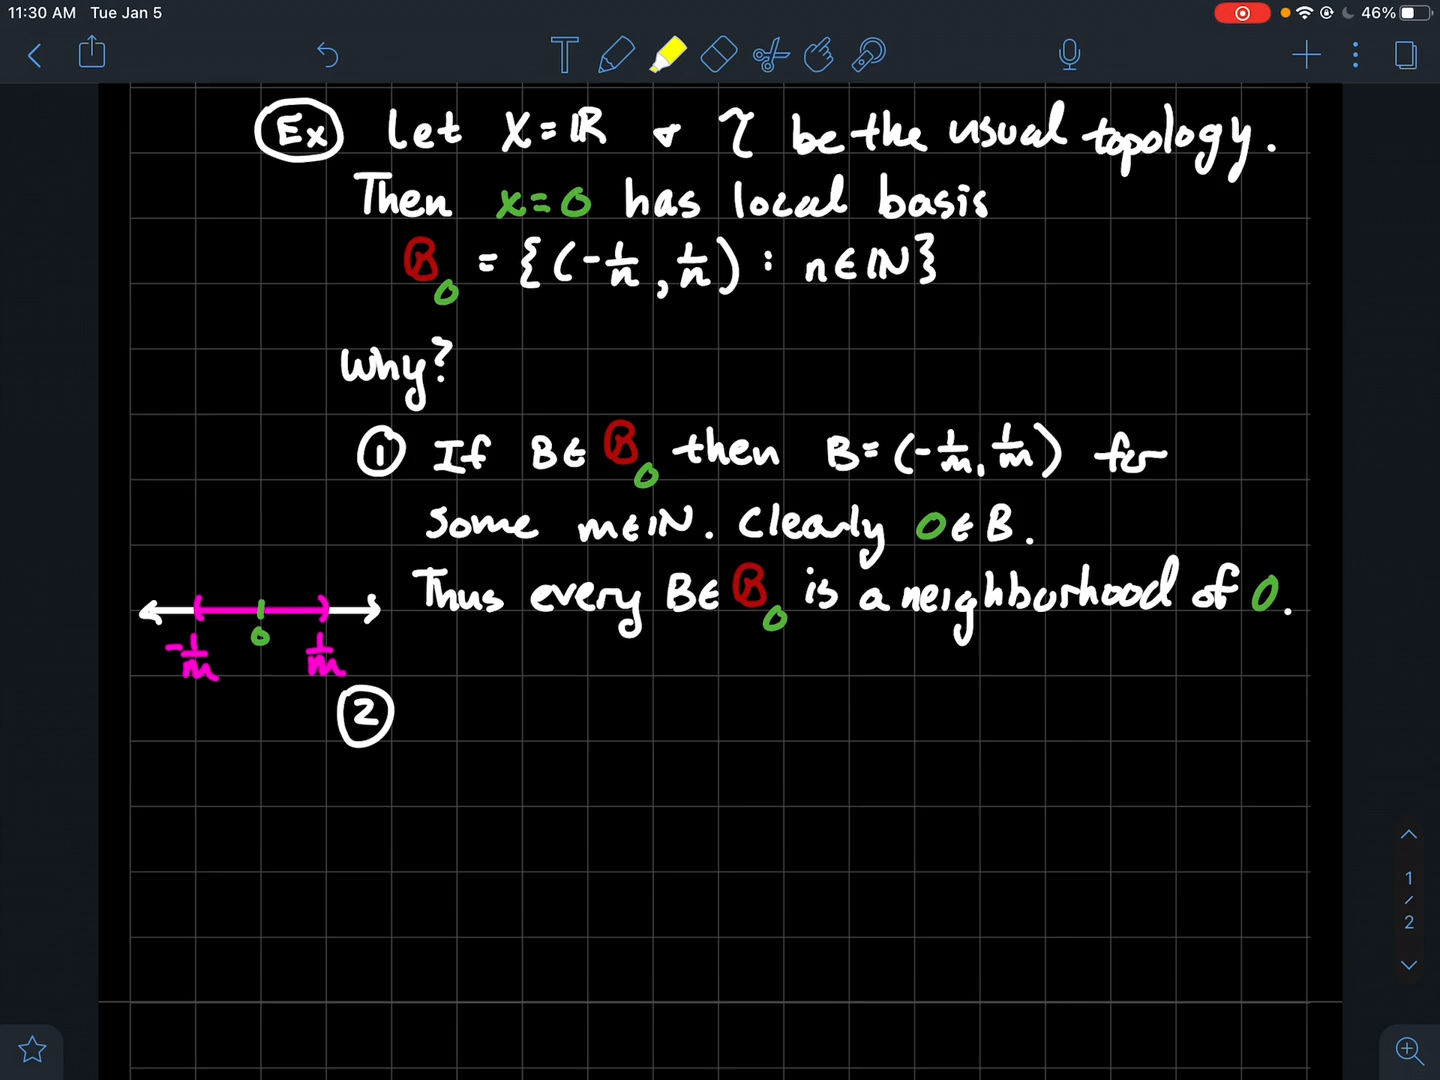 11:30 AM Tue Jan 5
46%
Ex Let X = ℝ & τ be the usual topology.
Then x = 0 has local basis
ℬ₀ = {(-1/n, 1/n) : n ∈ ℕ}
Why?
① If B ∈ ℬ₀ then B = (-1/m, 1/m) for
some m ∈ ℕ. Clearly 0 ∈ B.
Thus every B ∈ ℬ₀ is a neighborhood of 0.
0
-1/m 1/m
②
1
/
2